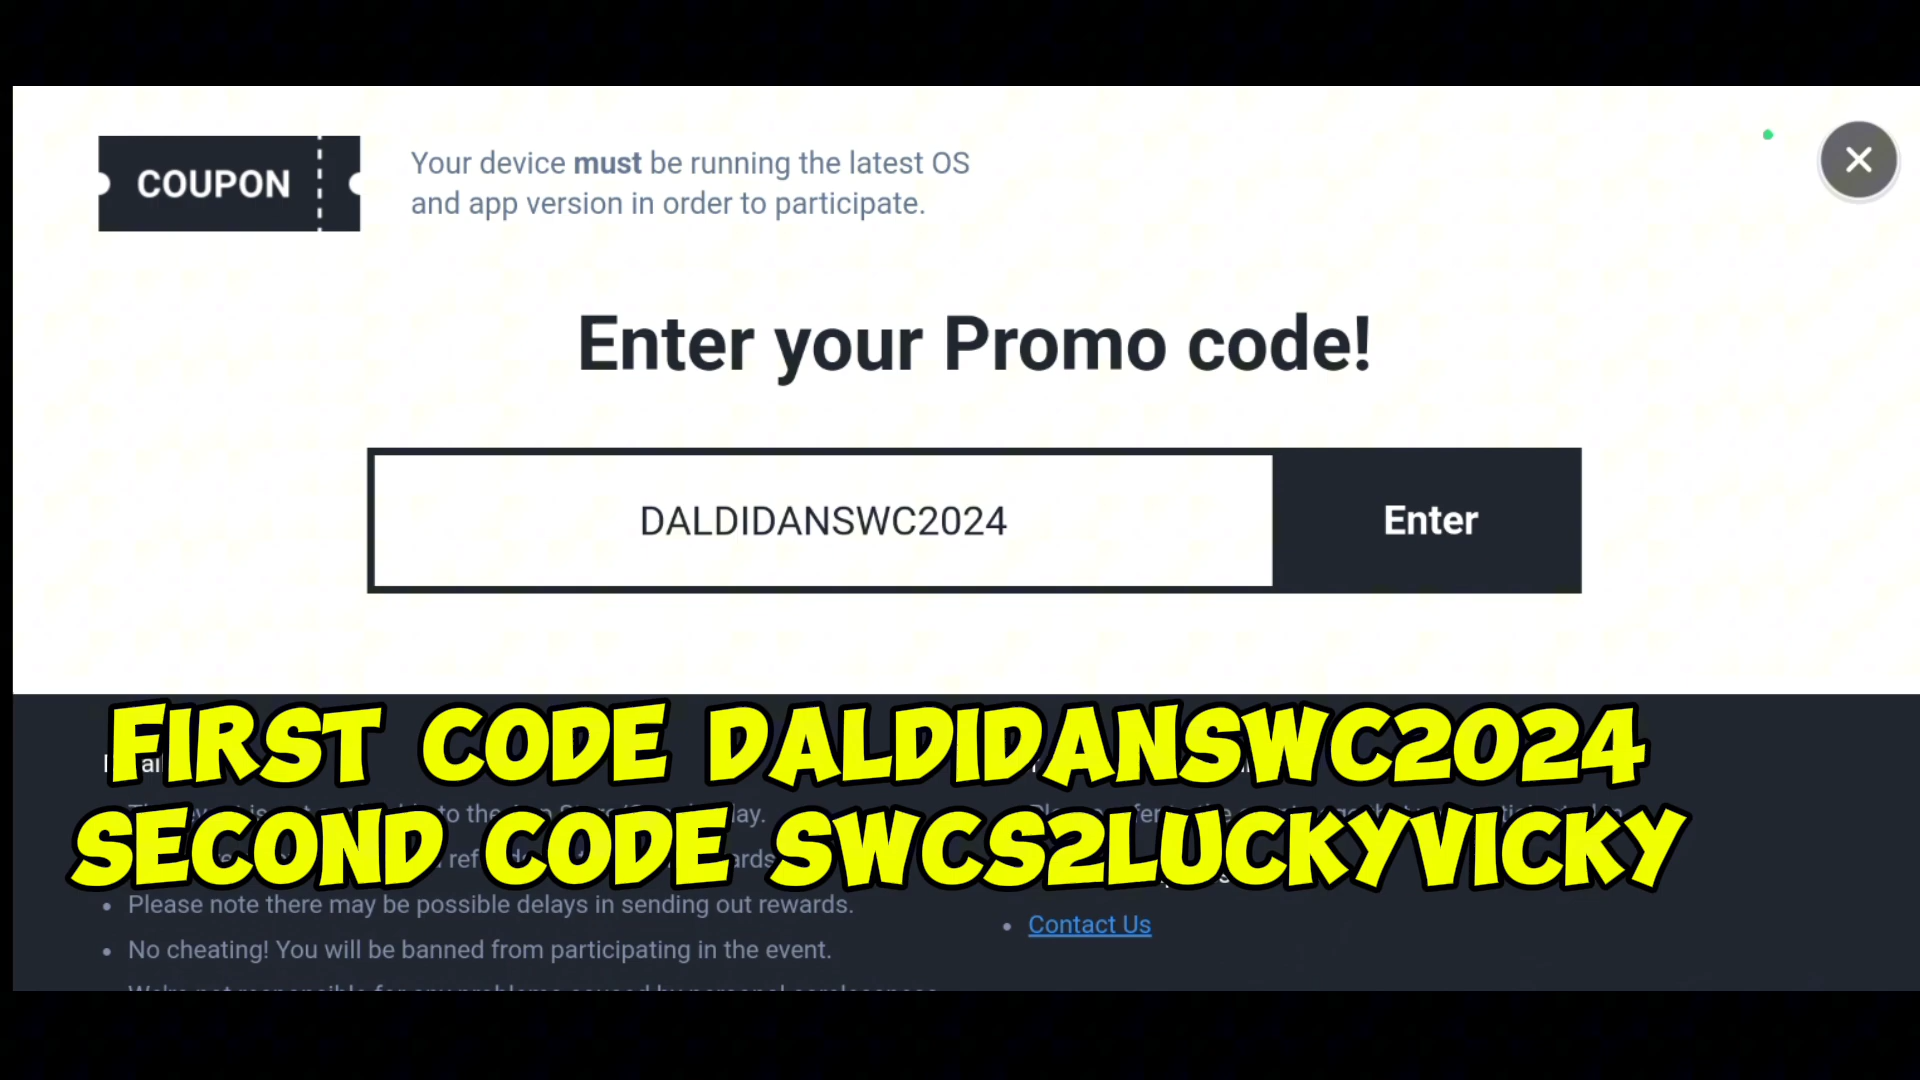 COUPON
Your device must be running the latest OS
and app version in order to participate.
Enter your Promo code!
DALDIDANSWC2024
Enter
FIRST CODE DALDIDANSWC2024
SECOND CODE SWCS2LUCKYVICKY
• Please note there may be possible delays in sending out rewards.
• No cheating! You will be banned from participating in the event.
• Contact Us